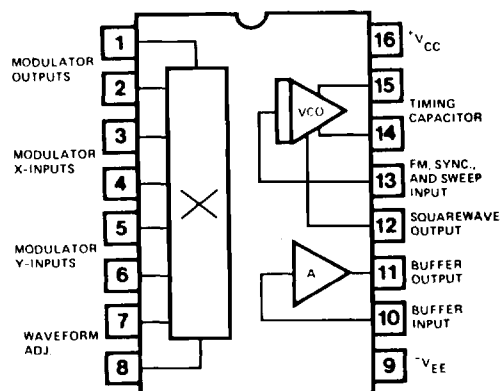 1
MODULATOR
OUTPUTS
2
3
MODULATOR
X-INPUTS
4
5
MODULATOR
Y-INPUTS
6
7
WAVEFORM
ADJ.
8
VCO
A
16
+VCC
15
TIMING
CAPACITOR
14
13
FM, SYNC.,
AND SWEEP
INPUT
12
SQUAREWAVE
OUTPUT
11
BUFFER
OUTPUT
10
BUFFER
INPUT
9
-VEE